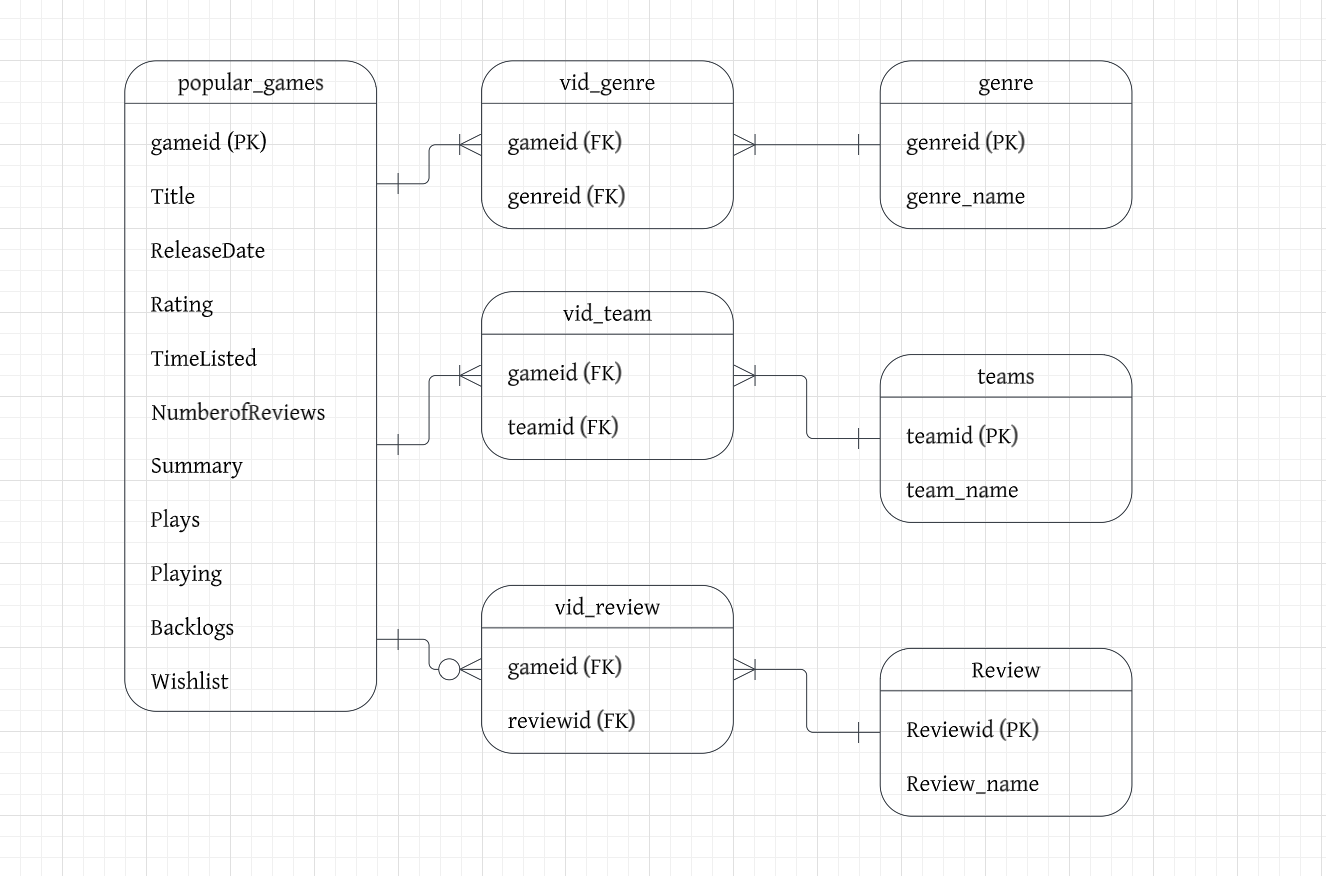 popular_games
gameid (PK)
Title
ReleaseDate
Rating
TimeListed
NumberofReviews
Summary
Plays
Playing
Backlogs
Wishlist
vid_genre
gameid (FK)
genreid (FK)
genre
genreid (PK)
genre_name
vid_team
gameid (FK)
teamid (FK)
teams
teamid (PK)
team_name
vid_review
gameid (FK)
reviewid (FK)
Review
Reviewid (PK)
Review_name